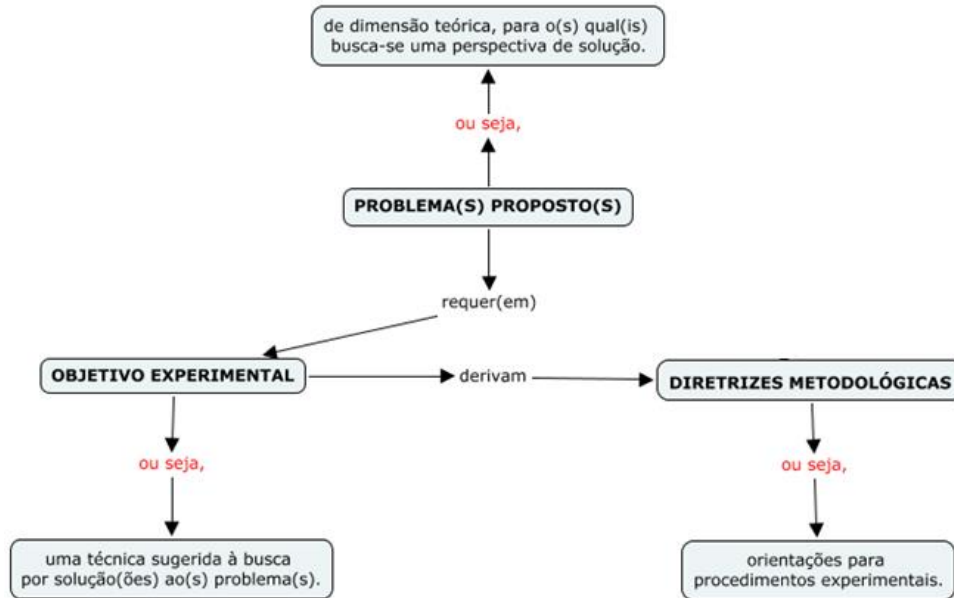 de dimensão teórica, para o(s) qual(is)
busca-se uma perspectiva de solução.
ou seja,
PROBLEMA(S) PROPOSTO(S)
requer(em)
OBJETIVO EXPERIMENTAL
derivam
DIRETRIZES METODOLÓGICAS
ou seja,
ou seja,
uma técnica sugerida à busca
por solução(ões) ao(s) problema(s).
orientações para
procedimentos experimentais.